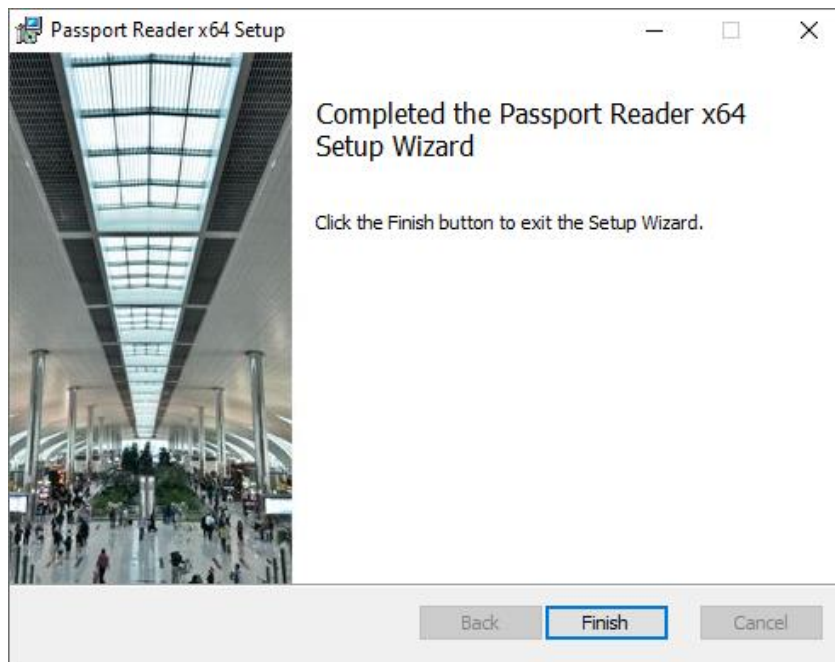 Passport Reader x64 Setup
Completed the Passport Reader x64
Setup Wizard
Click the Finish button to exit the Setup Wizard.
Back
Finish
Cancel